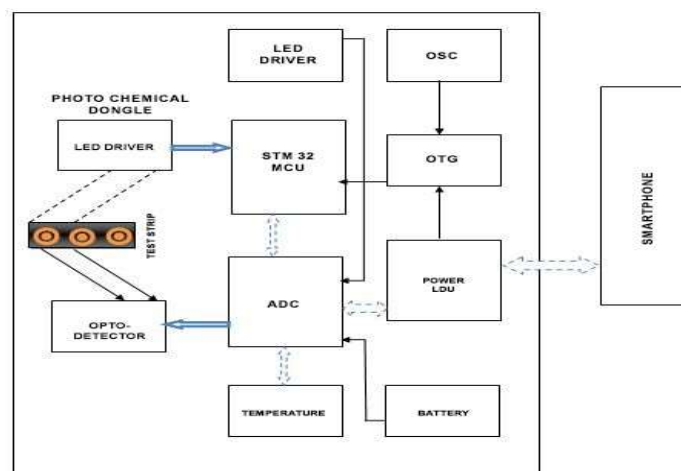 LED
DRIVER
OSC
PHOTO CHEMICAL
DONGLE
LED DRIVER
STM 32
MCU
OTG
SMARTPHONE
TEST STRIP
POWER
LDU
ADC
OPTO-
DETECTOR
TEMPERATURE
BATTERY